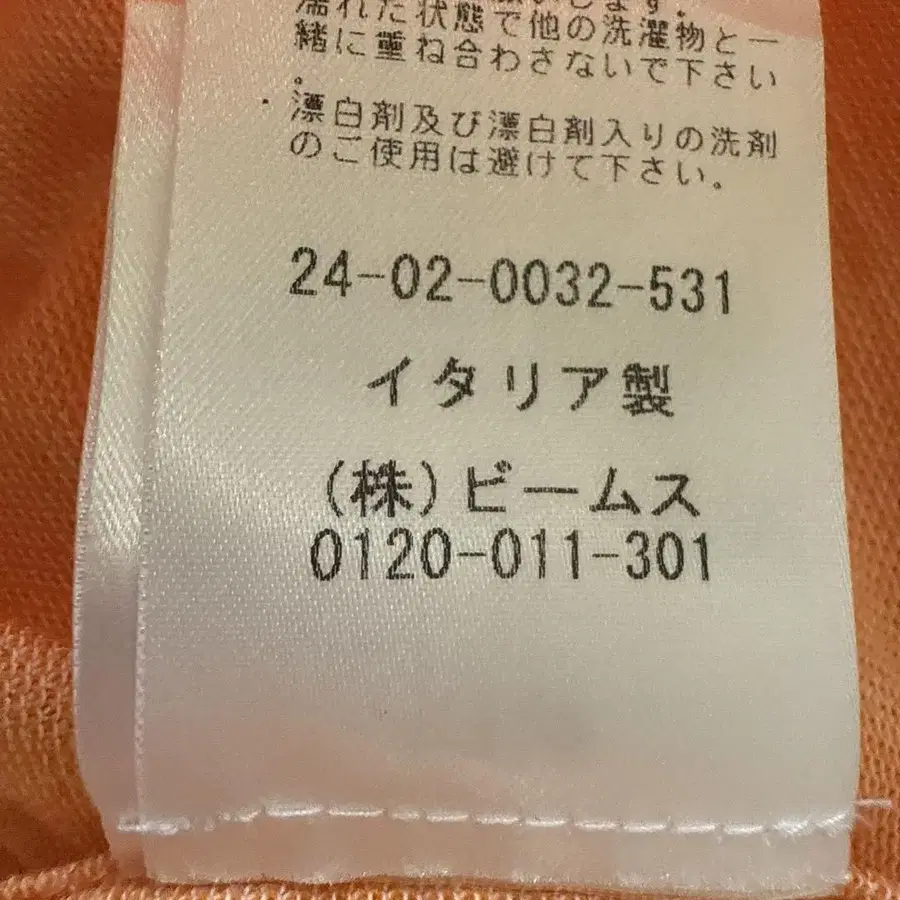 濡れた状態で他の洗濯物と一
緒に重ね合わさないで下さい
。
・漂白剤及び漂白剤入りの洗剤
のご使用は避けて下さい。
24-02-0032-531
イタリア製
(株)ビームス
0120-011-301